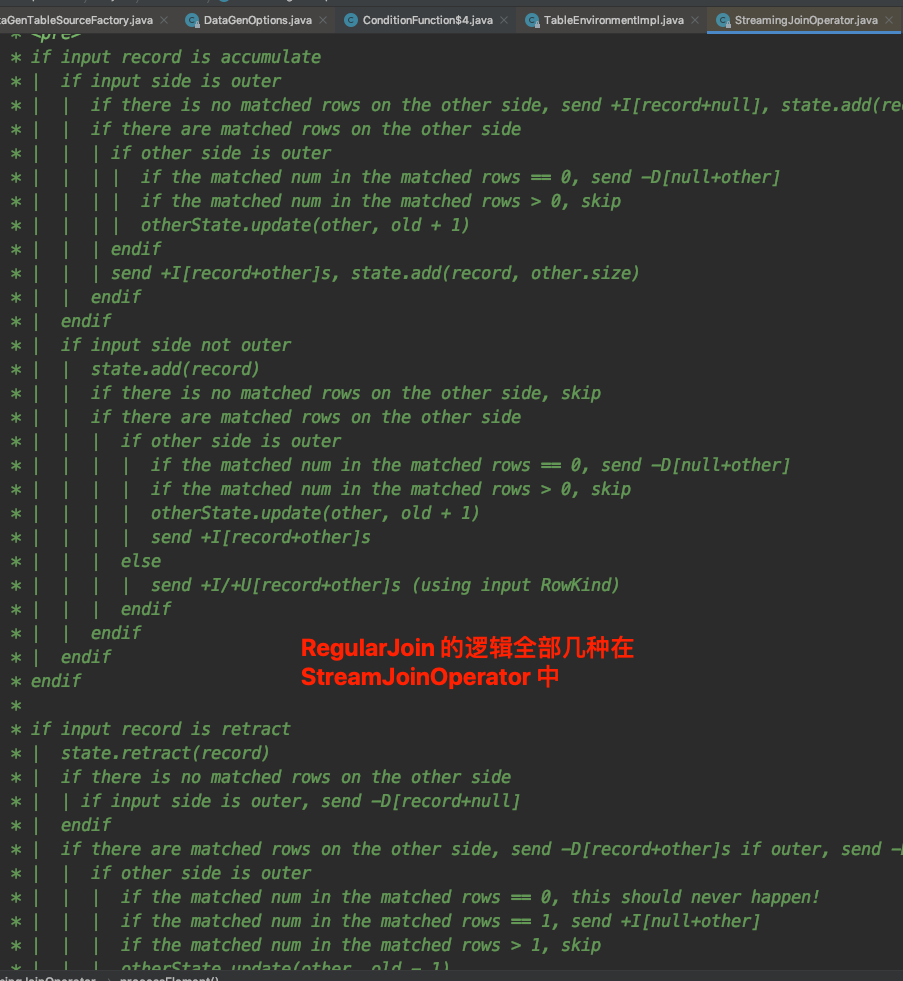 aGenTableSourceFactory.java DataGenOptions.java ConditionFunction$4.java TableEnvironmentImpl.java StreamingJoinOperator.java
* <pre>
* if input record is accumulate
* |  if input side is outer
* |  |  if there is no matched rows on the other side, send +I[record+null], state.add(rec
* |  |  if there are matched rows on the other side
* |  |  | if other side is outer
* |  |  | |  if the matched num in the matched rows == 0, send -D[null+other]
* |  |  | |  if the matched num in the matched rows > 0, skip
* |  |  | |  otherState.update(other, old + 1)
* |  |  | endif
* |  |  | send +I[record+other]s, state.add(record, other.size)
* |  |  endif
* |  endif
* |  if input side not outer
* |  |  state.add(record)
* |  |  if there is no matched rows on the other side, skip
* |  |  if there are matched rows on the other side
* |  |  |  if other side is outer
* |  |  |  |  if the matched num in the matched rows == 0, send -D[null+other]
* |  |  |  |  if the matched num in the matched rows > 0, skip
* |  |  |  |  otherState.update(other, old + 1)
* |  |  |  |  send +I[record+other]s
* |  |  |  else
* |  |  |  |  send +I/+U[record+other]s (using input RowKind)
* |  |  |  endif
* |  |  endif
* |  endif
* endif
RegularJoin 的逻辑全部几种在
StreamJoinOperator 中
*
* if input record is retract
* |  state.retract(record)
* |  if there is no matched rows on the other side
* |  | if input side is outer, send -D[record+null]
* |  endif
* |  if there are matched rows on the other side, send -D[record+other]s if outer, send -
* |  |  if other side is outer
* |  |  |  if the matched num in the matched rows == 0, this should never happen!
* |  |  |  if the matched num in the matched rows == 1, send +I[null+other]
* |  |  |  if the matched num in the matched rows > 1, skip
* |  |  |  otherState.update(other, old - 1)